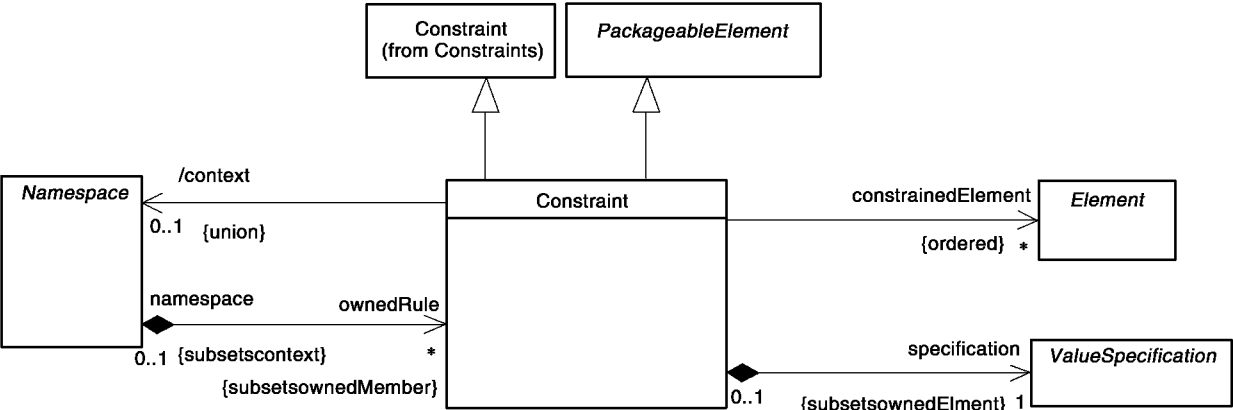 Constraint
(from Constraints)
PackageableElement
Namespace
/context
0..1
{union}
Constraint
constrainedElement
{ordered}
*
Element
namespace
ownedRule
0..1
{subsetscontext}
*
{subsetsownedMember}
specification
0..1
{subsetsownedElment}
1
ValueSpecification